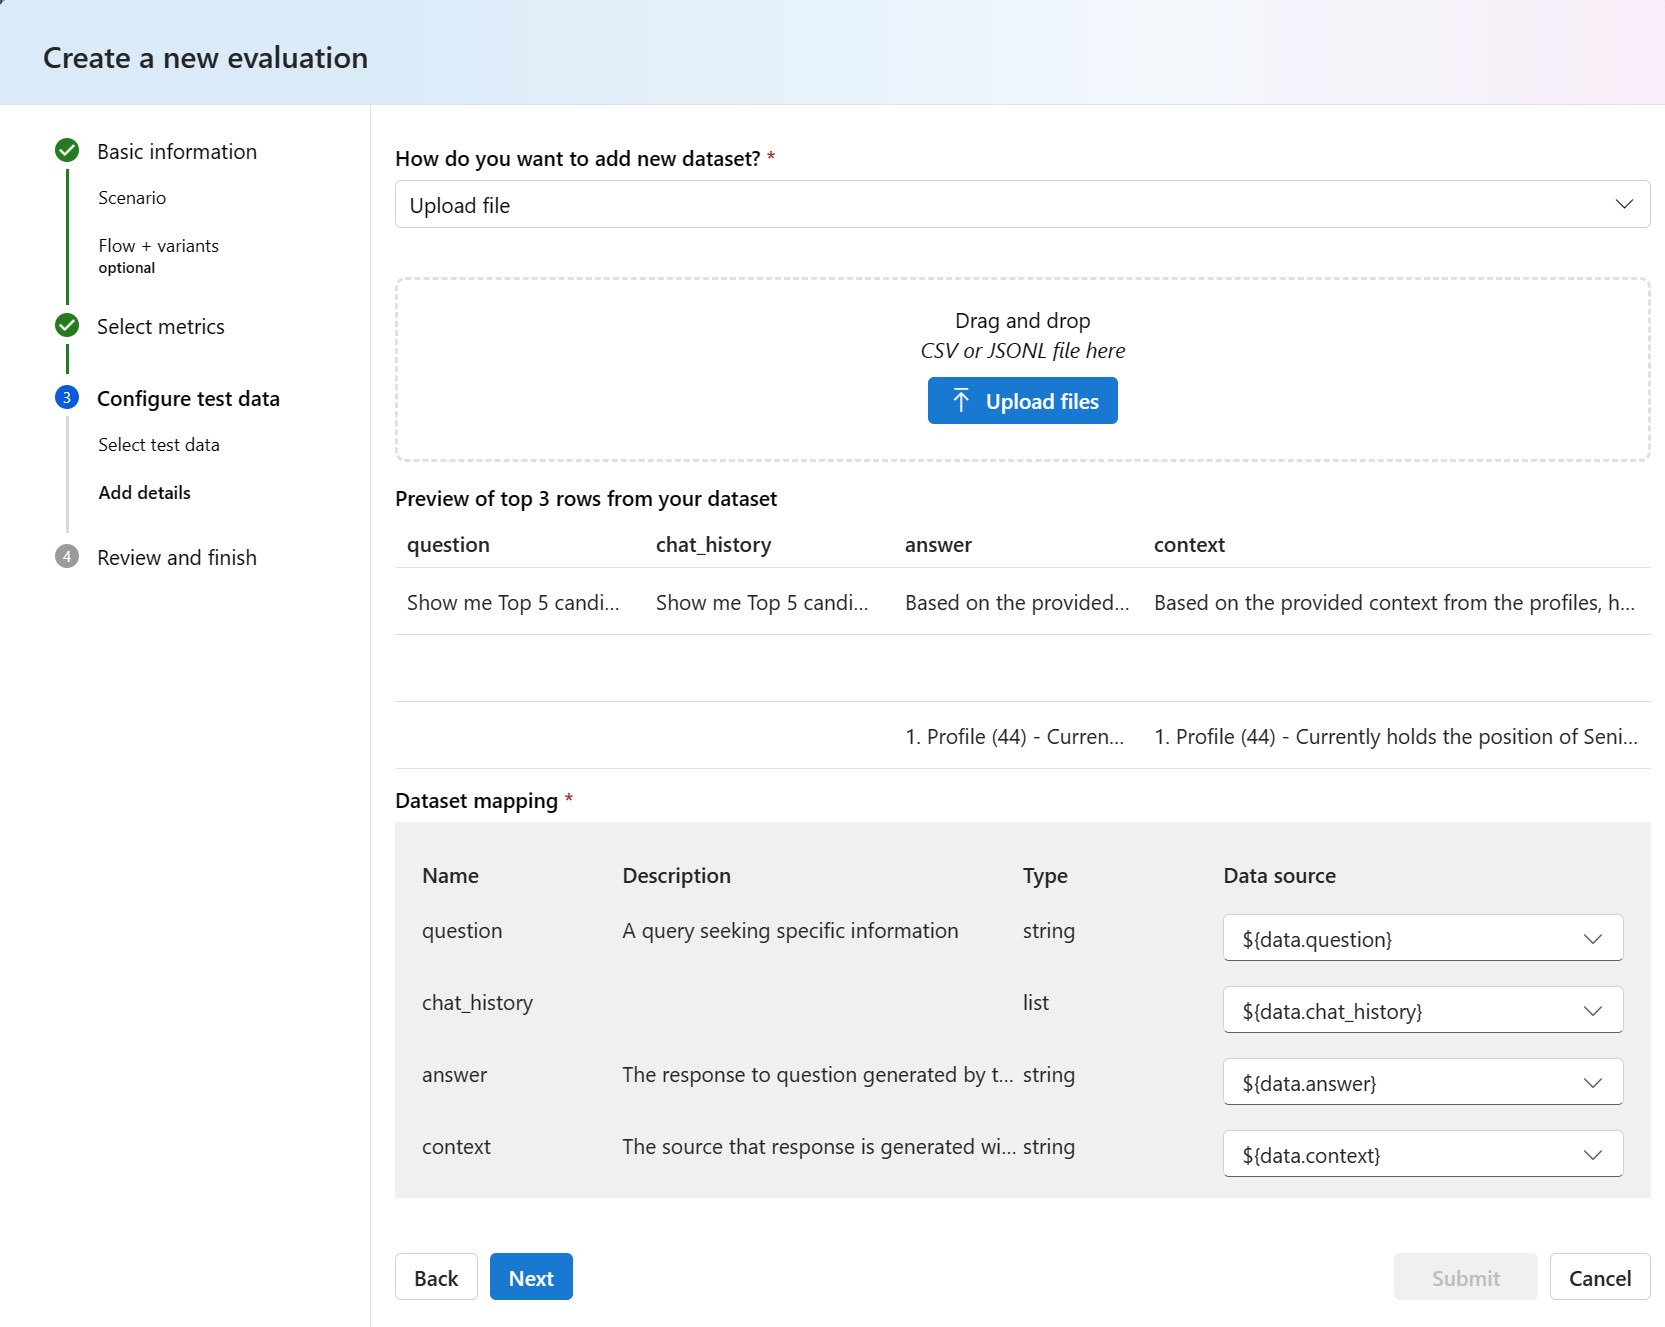 Create a new evaluation
Basic information
Scenario
Flow + variants
optional
Select metrics
3 Configure test data
Select test data
Add details
4 Review and finish
How do you want to add new dataset? *
Upload file
Drag and drop
CSV or JSONL file here
Upload files
Preview of top 3 rows from your dataset
question chat_history answer context
Show me Top 5 candi... Show me Top 5 candi... Based on the provided... Based on the provided context from the profiles, h...
1. Profile (44) - Curren... 1. Profile (44) - Currently holds the position of Seni...
Dataset mapping *
Name Description Type Data source
question A query seeking specific information string ${data.question}
chat_history list ${data.chat_history}
answer The response to question generated by t... string ${data.answer}
context The source that response is generated wi... string ${data.context}
Back Next Submit Cancel